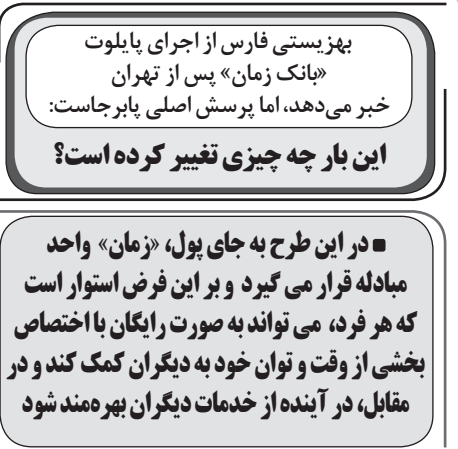 بهزیستی فارس از اجرای پایلوت
«بانک زمان» پس از تهران
خبر می‌دهد، اما پرسش اصلی پابرجاست:
این بار چه چیزی تغییر کرده است؟
■ در این طرح به جای پول، «زمان» واحد
مبادله قرار می گیرد و بر این فرض استوار است
که هر فرد، می تواند به صورت رایگان با اختصاص
بخشی از وقت و توان خود به دیگران کمک کند و در
مقابل، در آینده از خدمات دیگران بهره‌مند شود